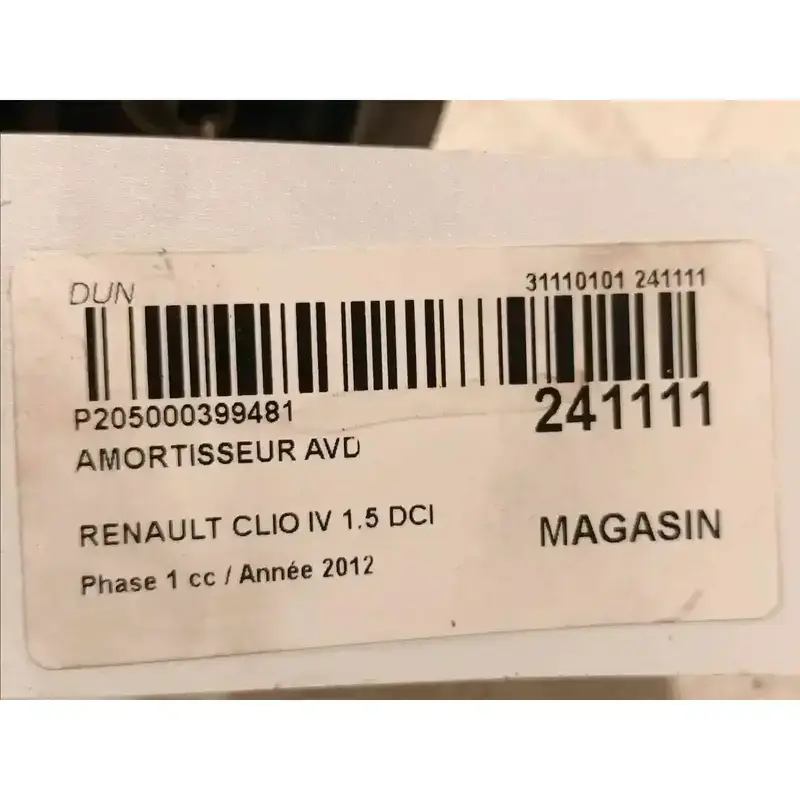 DUN 31110101 241111
P205000399481 241111
AMORTISSEUR AVD
RENAULT CLIO IV 1.5 DCI MAGASIN
Phase 1 cc / Année 2012